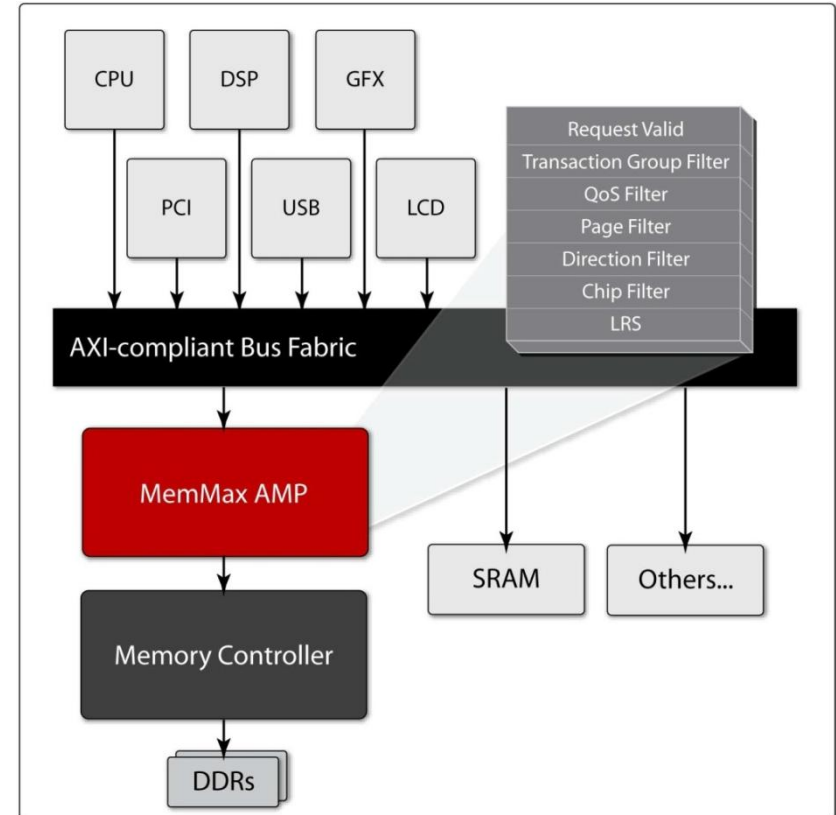 CPU
DSP
GFX
PCI
USB
LCD
Request Valid
Transaction Group Filter
QoS Filter
Page Filter
Direction Filter
Chip Filter
LRS
AXI-compliant Bus Fabric
MemMax AMP
SRAM
Others...
Memory Controller
DDRs